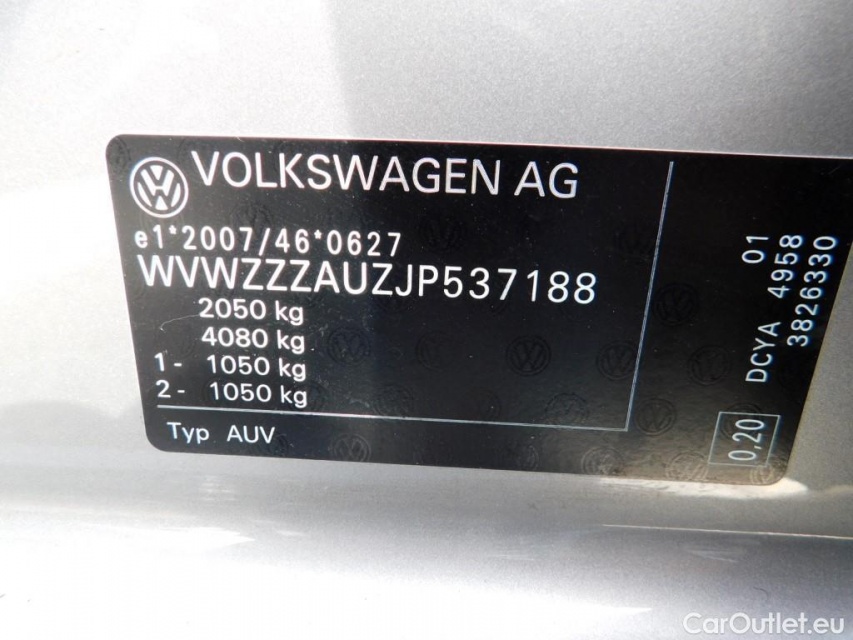 VOLKSWAGEN AG
e1*2007/46*0627
WVWZZZAUZJP537188
2050 kg
4080 kg
1- 1050 kg
2- 1050 kg
Typ AUV
01
DCYA 4958
3826330
0,20
CarOutlet.eu